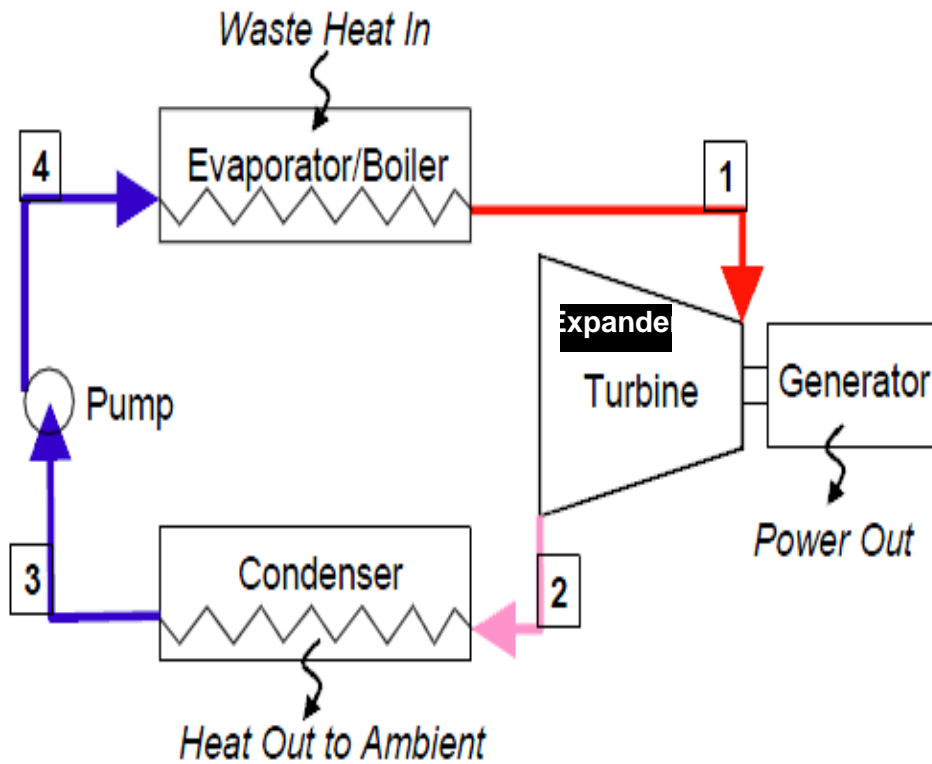 Waste Heat In
4
Evaporator/Boiler
1
Expander
Turbine
Generator
Pump
Power Out
3
Condenser
2
Heat Out to Ambient